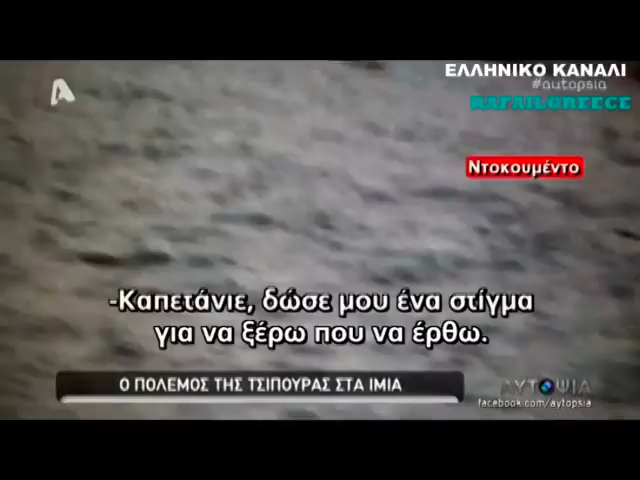 ΕΛΛΗΝΙΚΟ ΚΑΝΑΛΙ
#autopsia
RAFAILGREECE
Ντοκουμέντο
-Καπετάνιε, δώσε μου ένα στίγμα
για να ξέρω που να έρθω.
Ο ΠΟΛΕΜΟΣ ΤΗΣ ΤΣΙΠΟΥΡΑΣ ΣΤΑ ΙΜΙΑ
ΑΥΤΟΨΙΑ
facebook.com/aytopsia